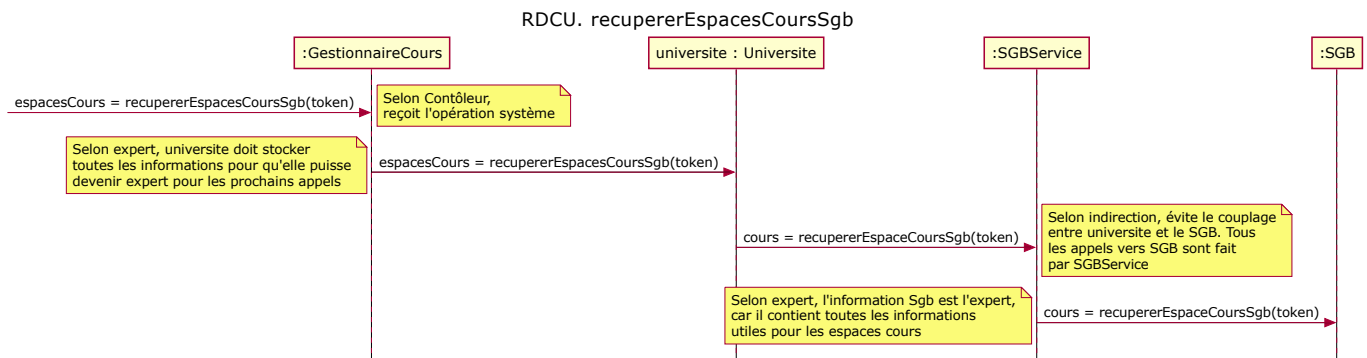 RDCU. recupererEspacesCoursSgb
:GestionnaireCours
universite : Universite
:SGBService
:SGB
espacesCours = recupererEspacesCoursSgb(token)
Selon Contôleur,
reçoit l'opération système
Selon expert, universite doit stocker
toutes les informations pour qu'elle puisse
devenir expert pour les prochains appels
espacesCours = recupererEspacesCoursSgb(token)
cours = recupererEspaceCoursSgb(token)
Selon indirection, évite le couplage
entre universite et le SGB. Tous
les appels vers SGB sont fait
par SGBService
Selon expert, l'information Sgb est l'expert,
car il contient toutes les informations
utiles pour les espaces cours
cours = recupererEspaceCoursSgb(token)